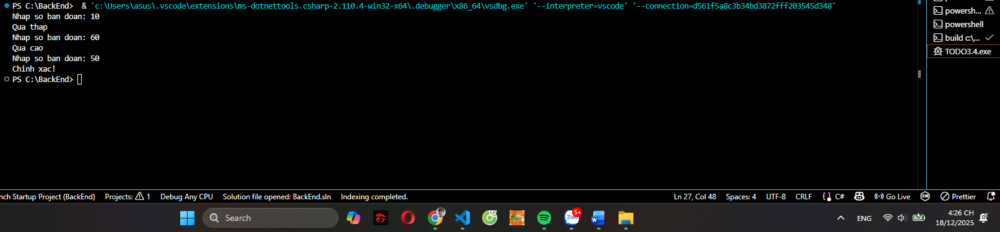 PS C:\BackEnd>  & 'c:\Users\asus\.vscode\extensions\ms-dotnettools.csharp-2.110.4-win32-x64\.debugger\x86_64\vsdbg.exe' '--interpreter=vscode' '--connection=d561f5a8c3b34bd3872fff203545d348'
Nhap so ban doan: 10
Qua thap
Nhap so ban doan: 60
Qua cao
Nhap so ban doan: 50
Chinh xac!
PS C:\BackEnd>
powersh...
powershell
build c:\...
TODO3.4.exe
nch Startup Project (BackEnd) Projects: 1 Debug Any CPU Solution file opened: BackEnd.sln Indexing completed. Ln 27, Col 48 Spaces: 4 UTF-8 CRLF { } C# Go Live C# Prettier
Search Zalo 5+ W ENG 4:26 CH
18/12/2025